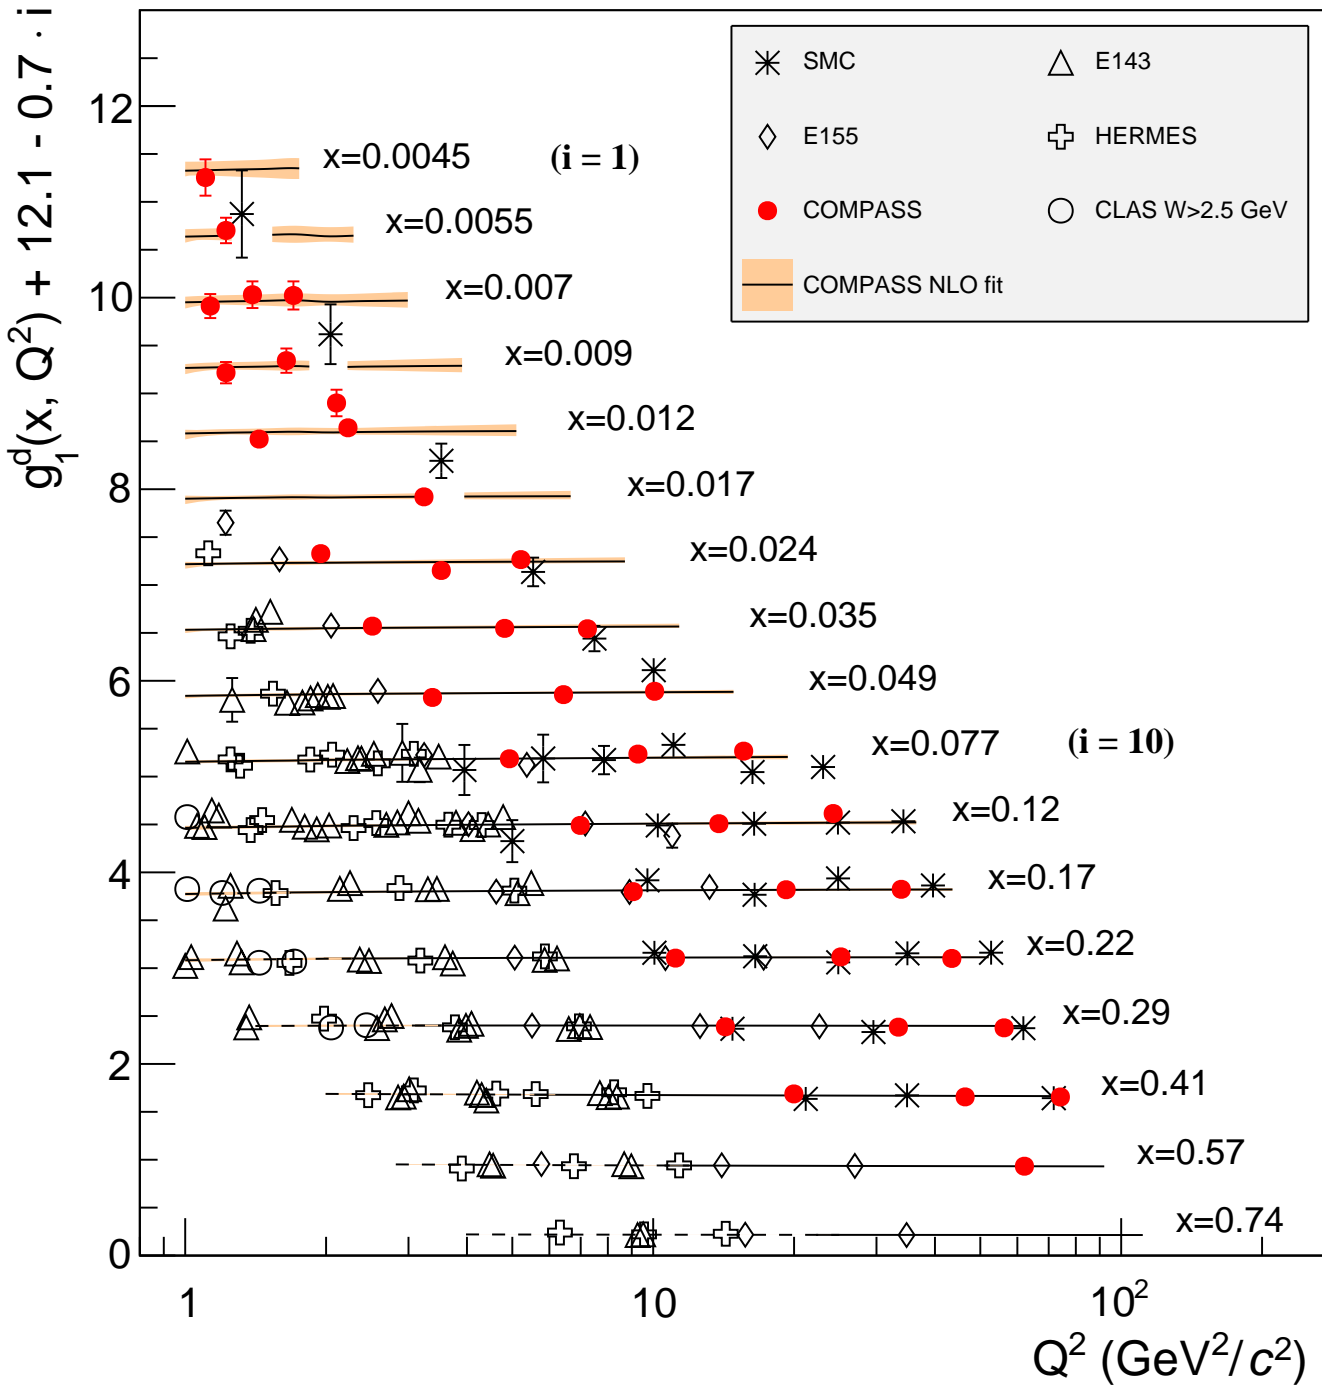 g₁ᵈ(x, Q²) + 12.1 - 0.7 · i
SMC
E143
E155
HERMES
COMPASS
CLAS W>2.5 GeV
COMPASS NLO fit
12
10
8
6
4
2
0
x=0.0045 (i = 1)
x=0.0055
x=0.007
x=0.009
x=0.012
x=0.017
x=0.024
x=0.035
x=0.049
x=0.077 (i = 10)
x=0.12
x=0.17
x=0.22
x=0.29
x=0.41
x=0.57
x=0.74
1 10 10²
Q² (GeV²/c²)